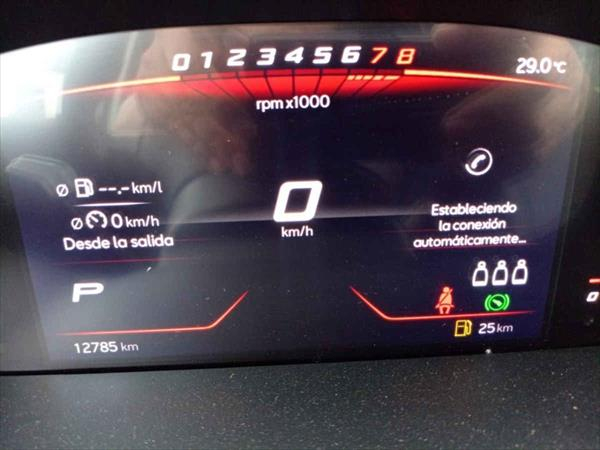 0 1 2 3 4 5 6 7 8
29.0 °C
rpm x1000
Ø --.- km/l
Ø 0 km/h
Desde la salida
0
km/h
Estableciendo
la conexión
automáticamente...
P
12785 km
25 km
0